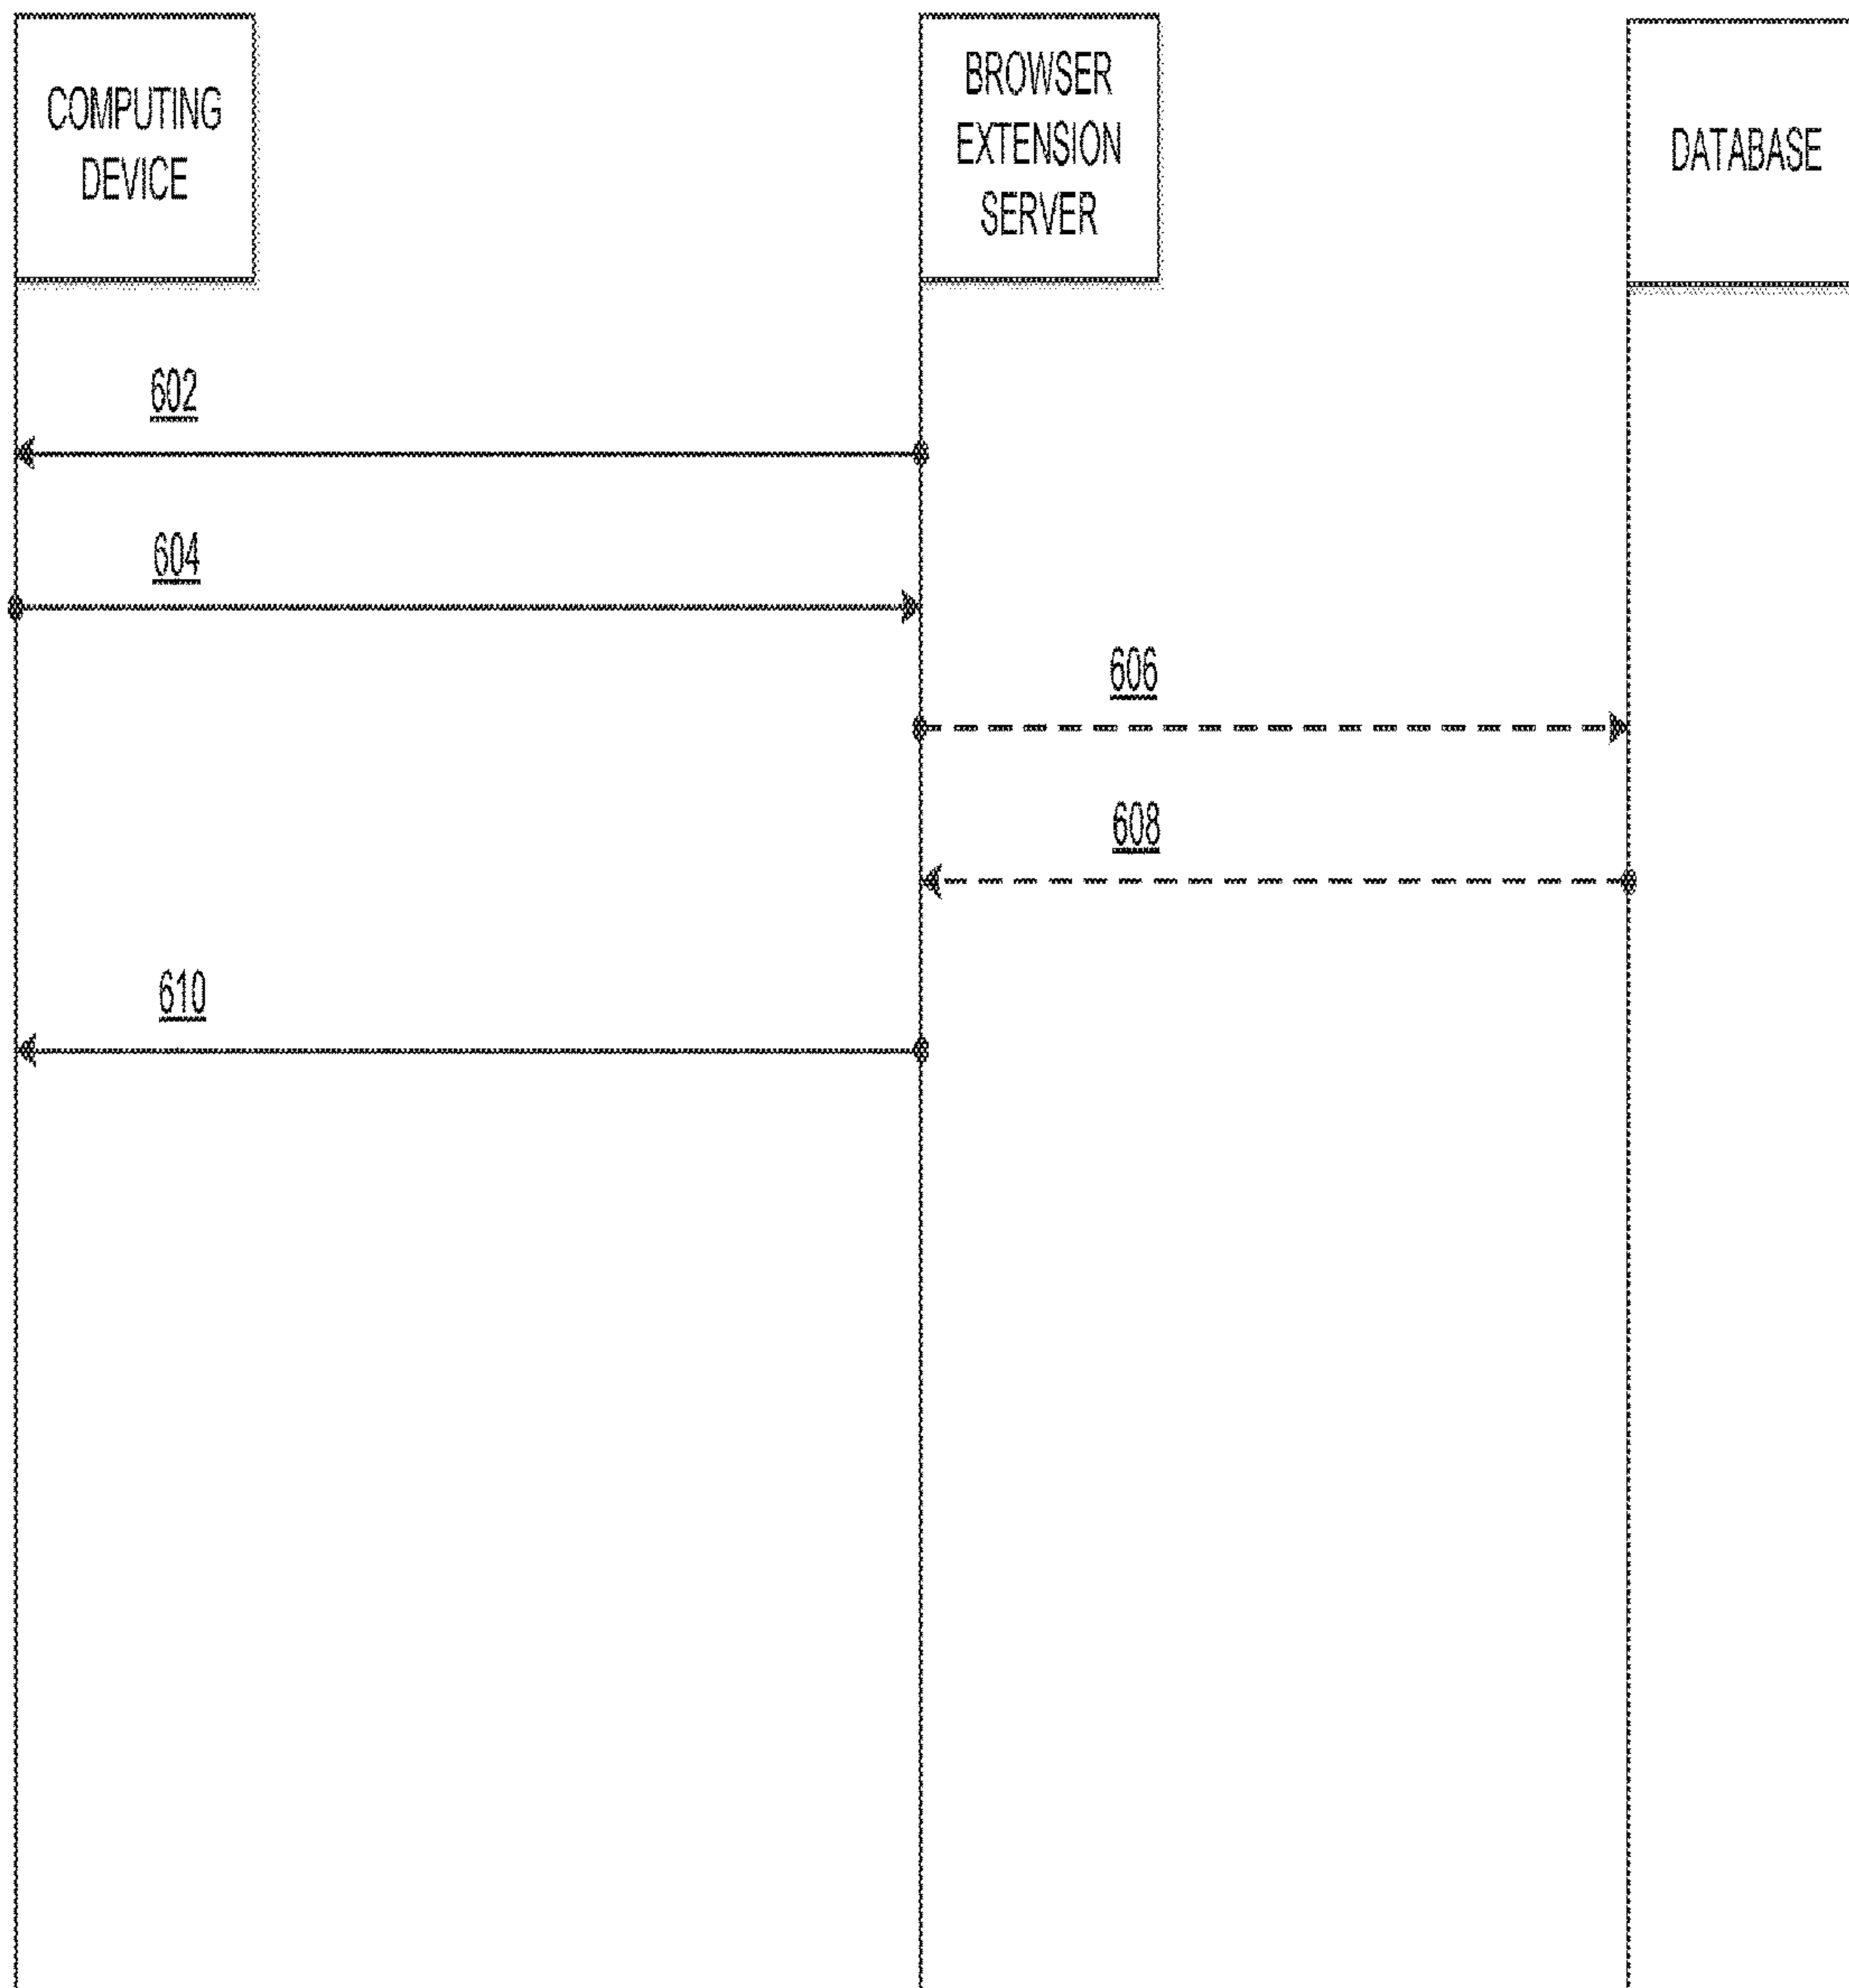 COMPUTING
DEVICE
BROWSER
EXTENSION
SERVER
DATABASE
602
604
606
608
610